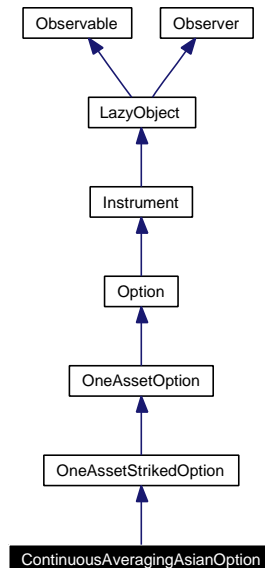 Observable
Observer
LazyObject
Instrument
Option
OneAssetOption
OneAssetStrikedOption
ContinuousAveragingAsianOption